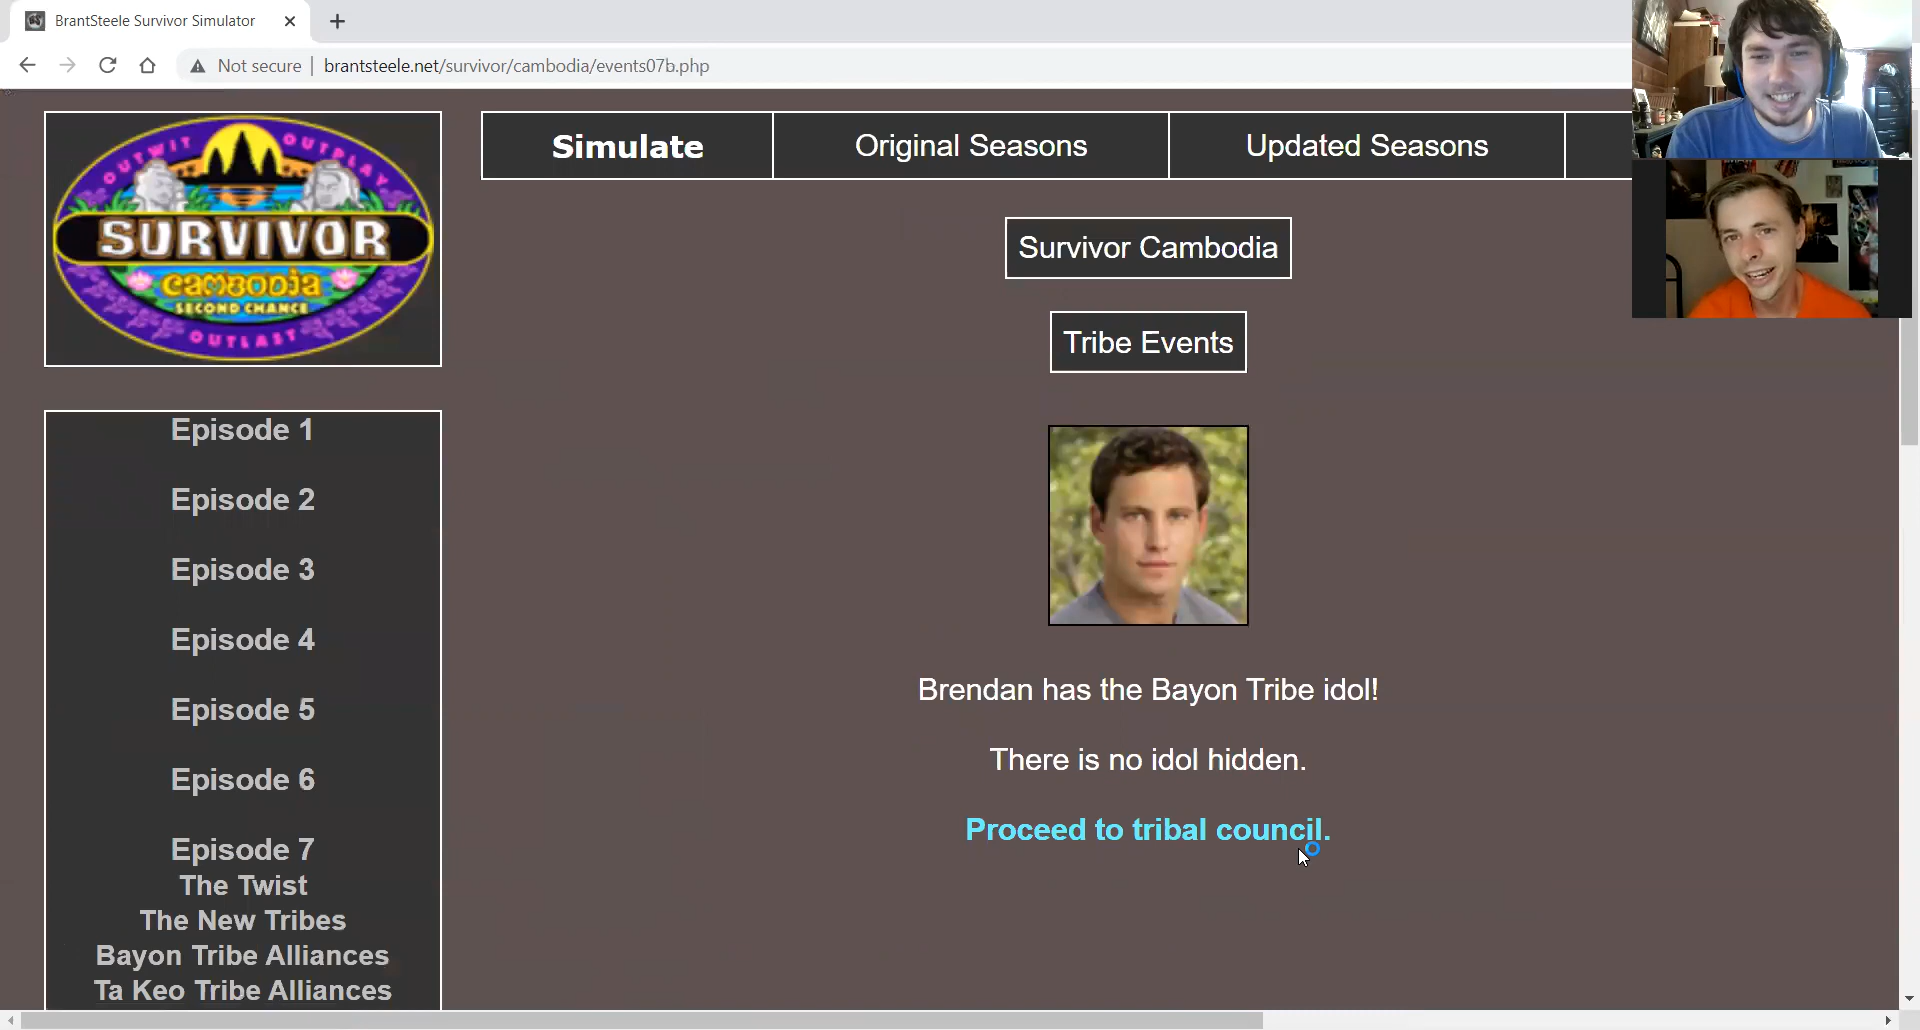 BrantSteele Survivor Simulator
Not secure
brantsteele.net/survivor/cambodia/events07b.php
OUTWIT OUTPLAY
SURVIVOR
CAMBODIA
SECOND CHANCE
OUTLAST
Simulate
Original Seasons
Updated Seasons
Survivor Cambodia
Tribe Events
Brendan has the Bayon Tribe idol!
There is no idol hidden.
Proceed to tribal council.
Episode 1
Episode 2
Episode 3
Episode 4
Episode 5
Episode 6
Episode 7
The Twist
The New Tribes
Bayon Tribe Alliances
Ta Keo Tribe Alliances